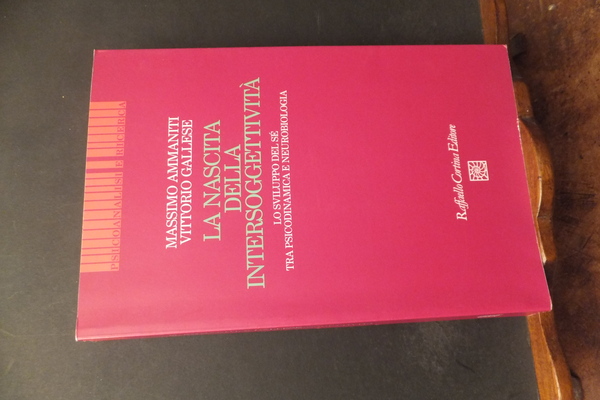 PSICOANALISI E RICERCA
MASSIMO AMMANITI
VITTORIO GALLESE
LA NASCITA
DELLA
INTERSOGGETTIVITÀ
LO SVILUPPO DEL SÉ
TRA PSICODINAMICA E NEUROBIOLOGIA
Raffaello Cortina Editore